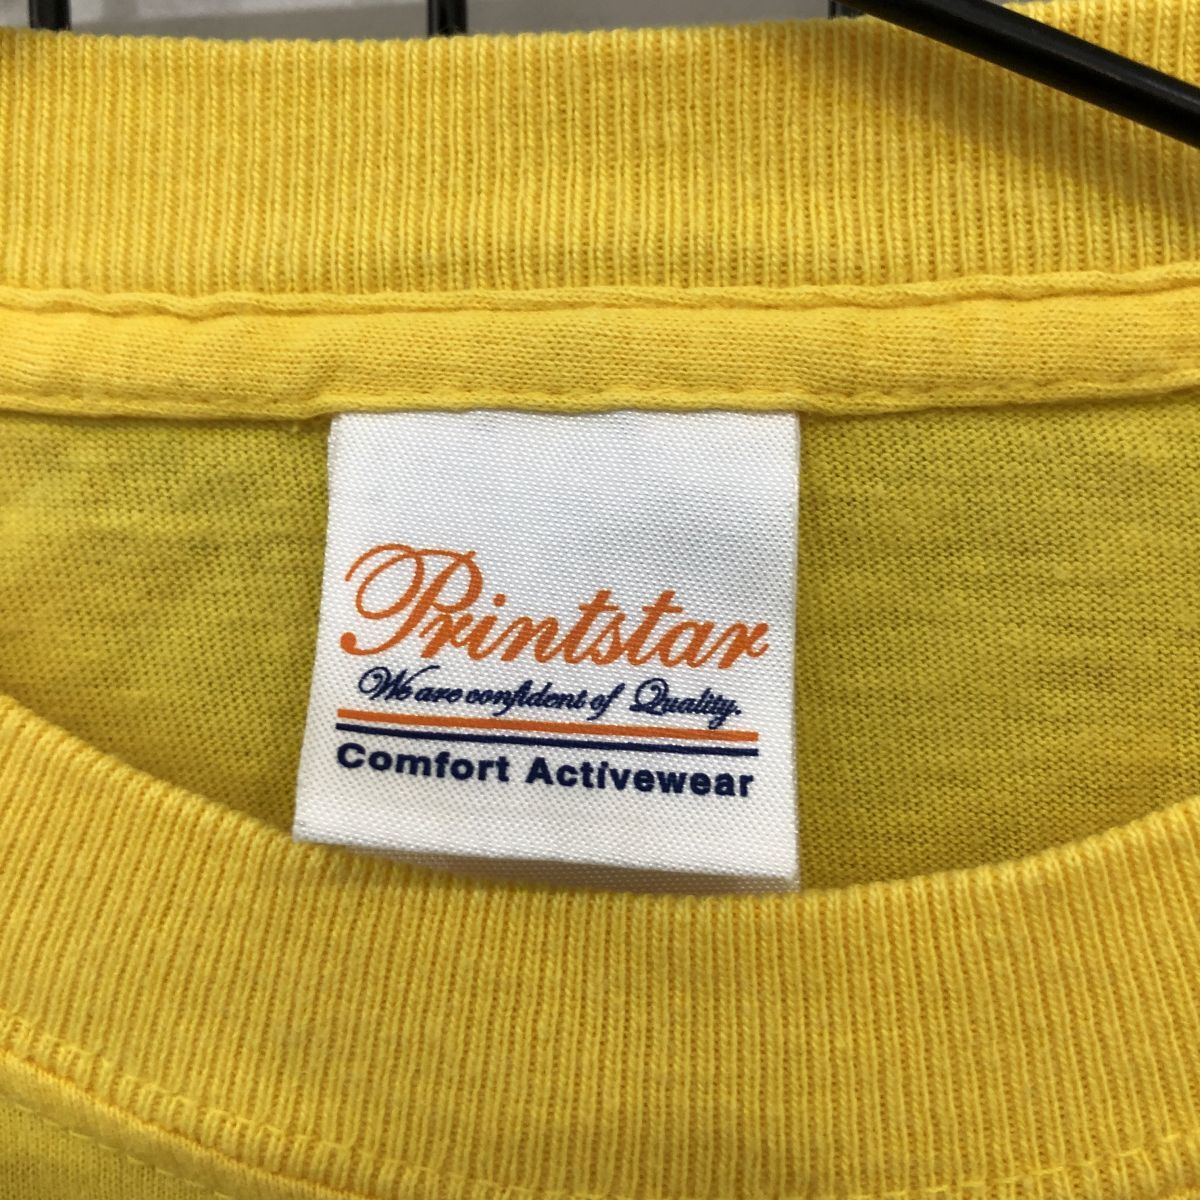 Printstar
We are confident of Quality.
Comfort Activewear